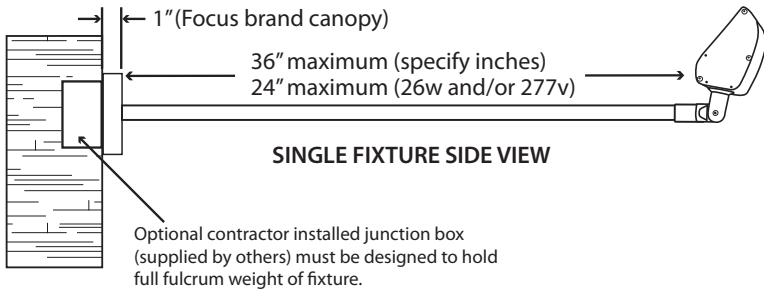 1” (Focus brand canopy)
36” maximum (specify inches)
24” maximum (26w and/or 277v)
SINGLE FIXTURE SIDE VIEW
Optional contractor installed junction box
(supplied by others) must be designed to hold
full fulcrum weight of fixture.